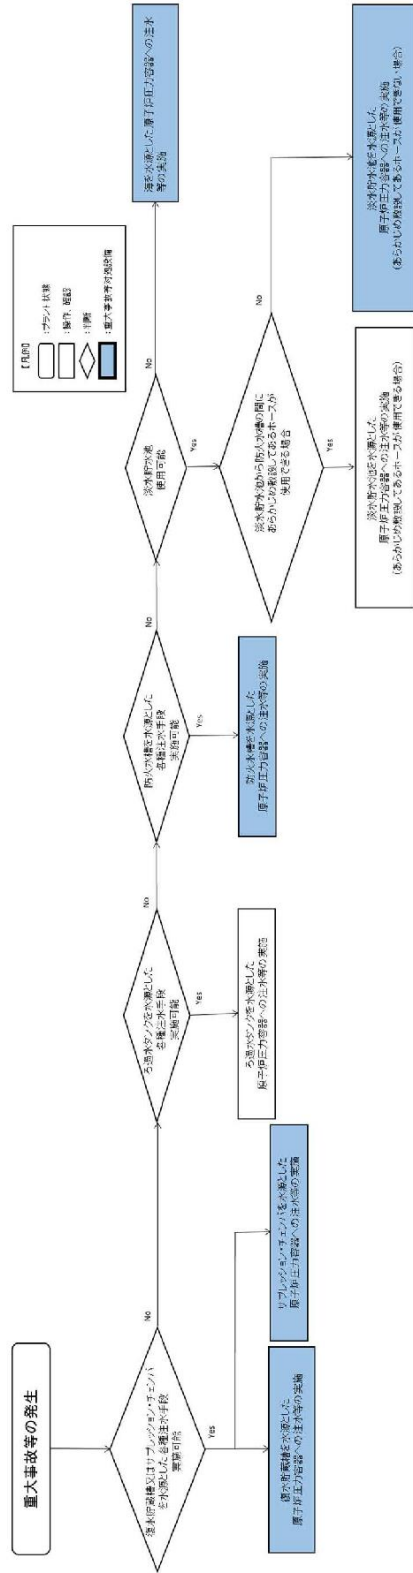 重大事故等の発生
復水貯蔵槽又はサプレッション・チェンバ
を水源とした各種注水手段
実施可能
No
Yes
復水貯蔵槽を水源とした
原子炉圧力容器への注水等の実施
サプレッション・チェンバを水源とした
原子炉圧力容器への注水等の実施
ろ過水タンクを水源とした
各種注水手段
実施可能
No
Yes
ろ過水タンクを水源とした
原子炉圧力容器への注水等の実施
防火水槽を水源とした
各種注水手段
実施可能
No
Yes
防火水槽を水源とした
原子炉圧力容器への注水等の実施
淡水貯水池
使用可能
No
Yes
海を水源とした原子炉圧力容器への注水
等の実施
淡水貯水池から防火水槽の間に
あらかじめ敷設してあるホースが
使用できる場合
No
Yes
淡水貯水池を水源とした
原子炉圧力容器への注水等の実施
(あらかじめ敷設してあるホースが使用できる場合)
淡水貯水池を水源とした
原子炉圧力容器への注水等の実施
(あらかじめ敷設してあるホースが使用できない場合)
【凡例】
:プラント状態
:操作、確認
:判断
:重大事故等対処設備